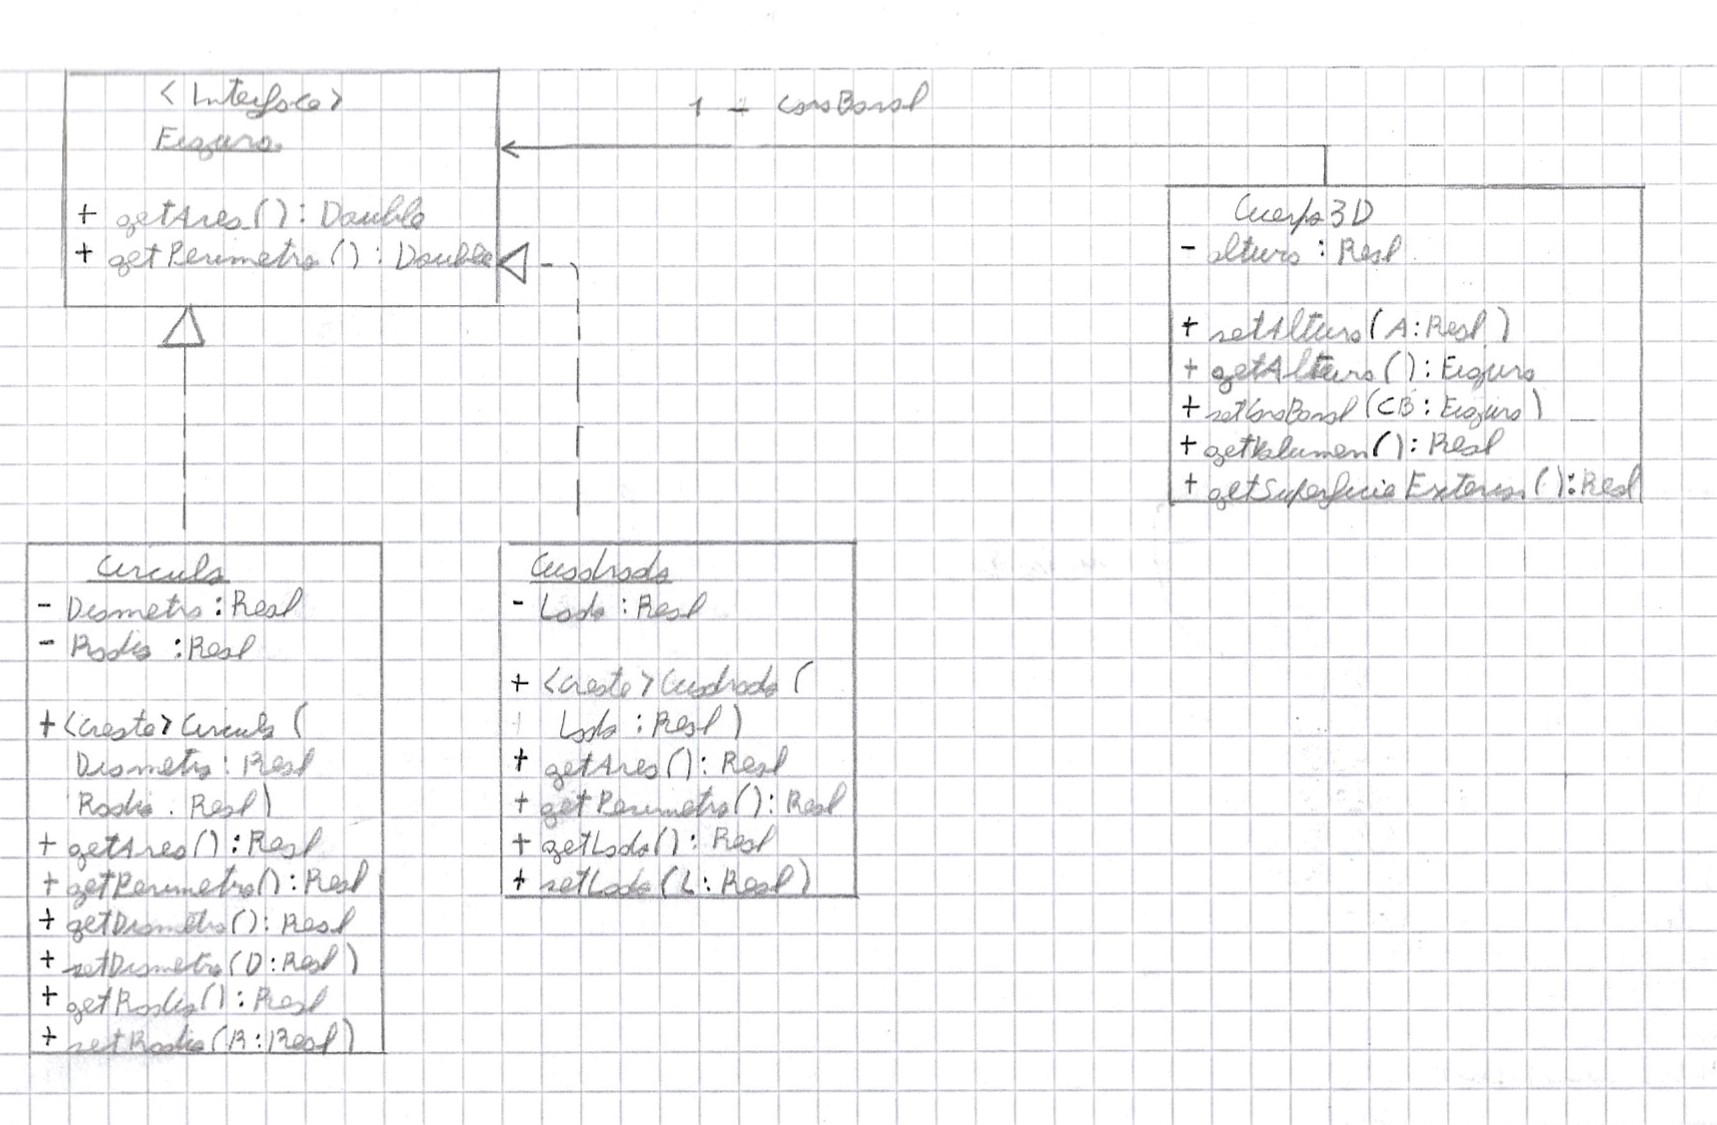 <Interface>
Figura
+ getArea(): Double
+ getPerimetro(): Double
1 - caraBasal
Cuerpo3D
- altura: Real
+ setAltura(A: Real)
+ getAltura(): Figura
+ setCaraBasal(CB: Figura)
+ getVolumen(): Real
+ getSuperficieExterior(): Real
Circulo
- Diametro: Real
- Radio: Real
+ <create> Circulo (
Diametro: Real
Radio: Real)
+ getArea(): Real
+ getPerimetro(): Real
+ getDiametro(): Real
+ setDiametro(D: Real)
+ getRadio(): Real
+ setRadio(R: Real)
Cuadrado
- Lado: Real
+ <create> Cuadrado (
Lado: Real)
+ getArea(): Real
+ getPerimetro(): Real
+ getLado(): Real
+ setLado(L: Real)